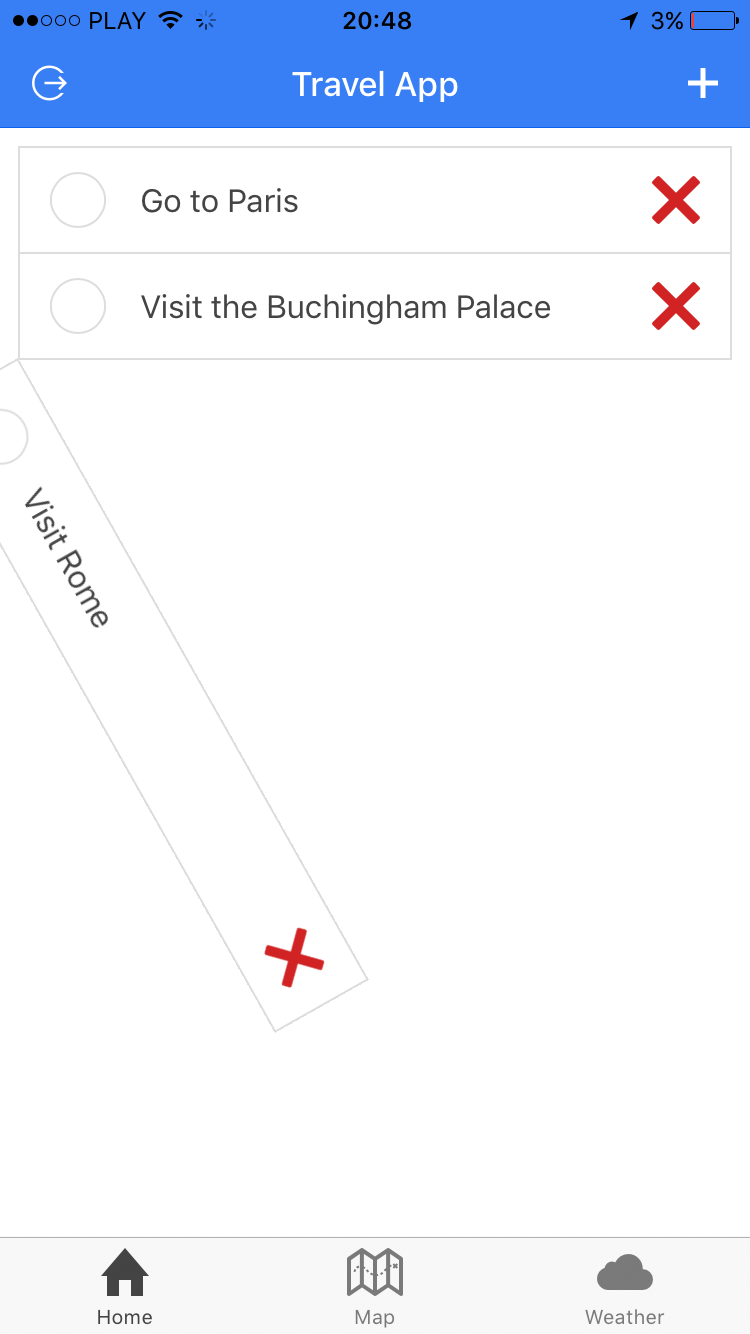 PLAY 20:48 3%
Travel App
Go to Paris
Visit the Buchingham Palace
Visit Rome
Home Map Weather